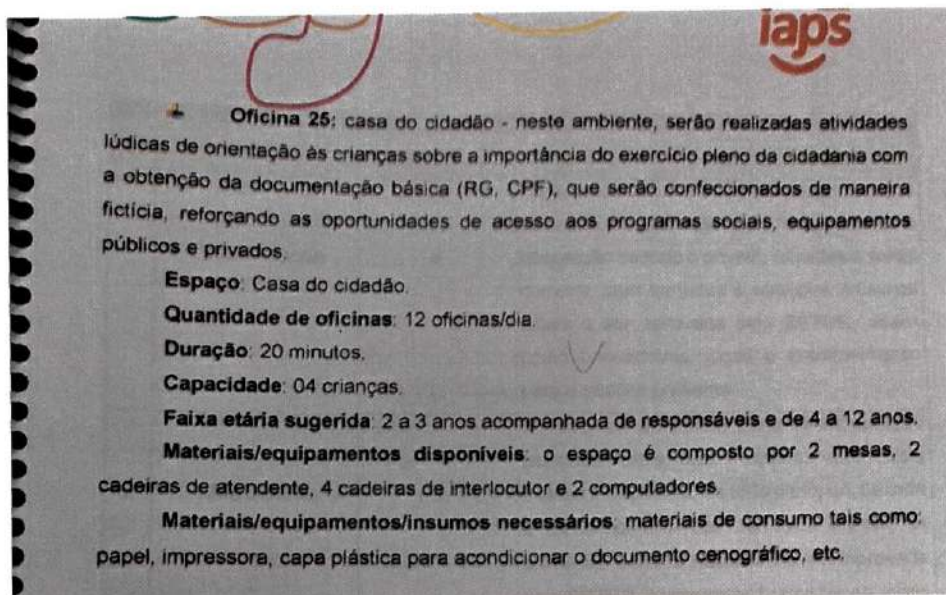 iaps
Oficina 25: casa do cidadão - neste ambiente, serão realizadas atividades
lúdicas de orientação às crianças sobre a importância do exercício pleno da cidadania com
a obtenção da documentação básica (RG, CPF), que serão confeccionados de maneira
fictícia, reforçando as oportunidades de acesso aos programas sociais, equipamentos
públicos e privados.
Espaço: Casa do cidadão.
Quantidade de oficinas: 12 oficinas/dia.
Duração: 20 minutos.
Capacidade: 04 crianças.
Faixa etária sugerida: 2 a 3 anos acompanhada de responsáveis e de 4 a 12 anos.
Materiais/equipamentos disponíveis: o espaço é composto por 2 mesas, 2
cadeiras de atendente, 4 cadeiras de interlocutor e 2 computadores.
Materiais/equipamentos/insumos necessários: materiais de consumo tais como:
papel, impressora, capa plástica para acondicionar o documento cenográfico, etc.